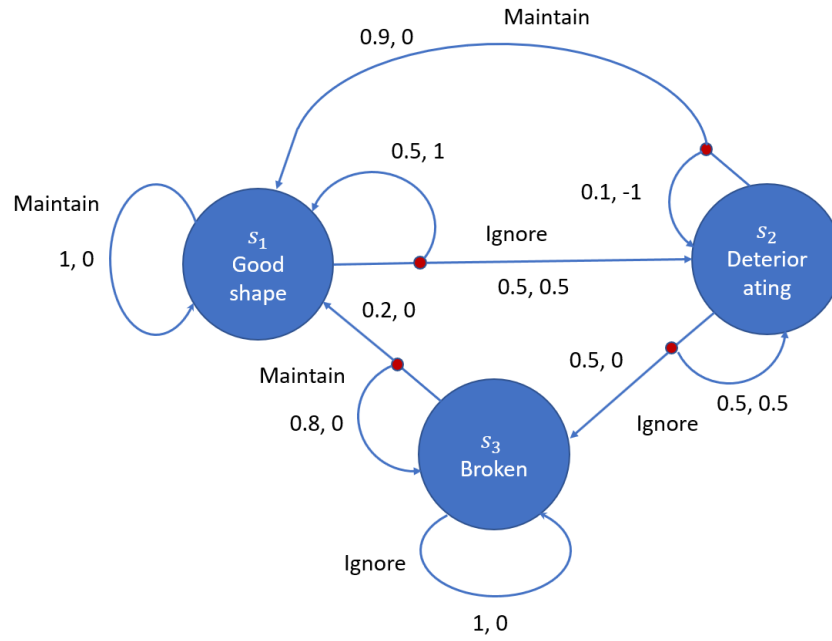 Maintain
0.9, 0
0.5, 1
Maintain
0.1, -1
s₁
Good
shape
Ignore
s₂
Deterior
ating
1, 0
0.5, 0.5
0.2, 0
0.5, 0
Maintain
0.5, 0.5
0.8, 0
Ignore
s₃
Broken
Ignore
1, 0